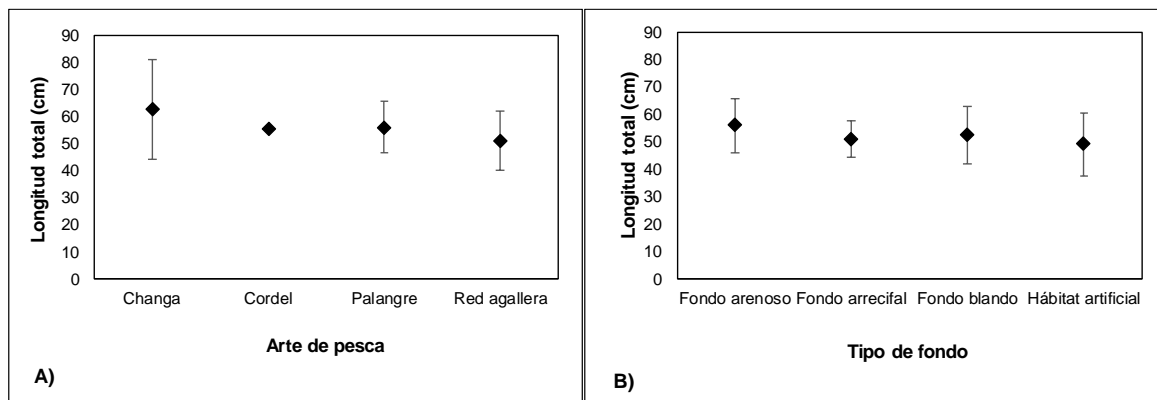 Longitud total (cm)
90
80
70
60
50
40
30
20
10
0
Changa Cordel Palangre Red agallera
Arte de pesca
A)
Longitud total (cm)
90
80
70
60
50
40
30
20
10
0
Fondo arenoso Fondo arrecifal Fondo blando Hábitat artificial
Tipo de fondo
B)